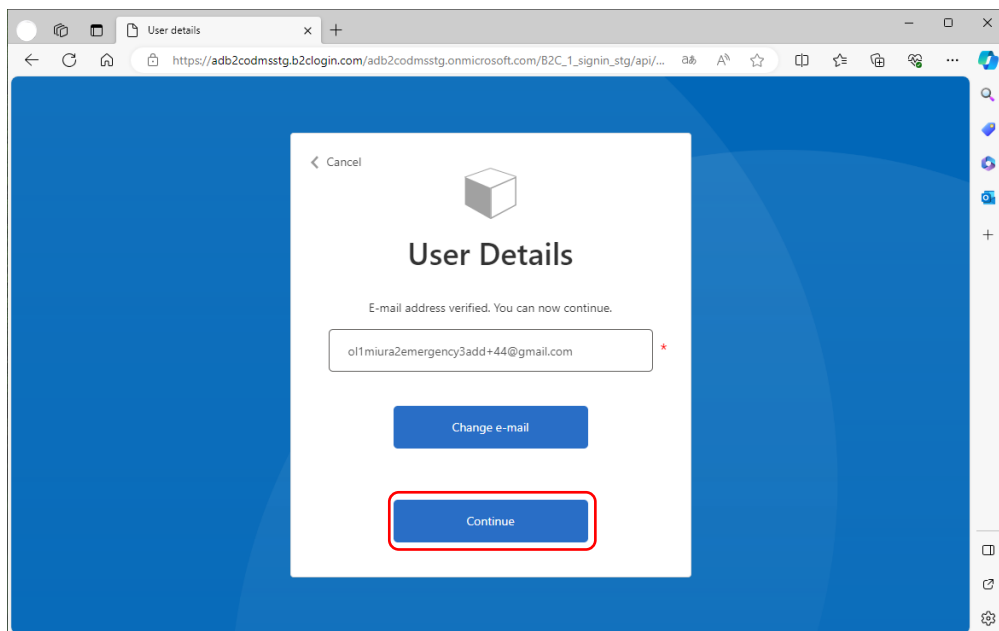 User details
https://adb2codmsstg.b2clogin.com/adb2codmsstg.onmicrosoft.com/B2C_1_signin_stg/api/...
Cancel
User Details
E-mail address verified. You can now continue.
ol1miura2emergency3add+44@gmail.com
*
Change e-mail
Continue